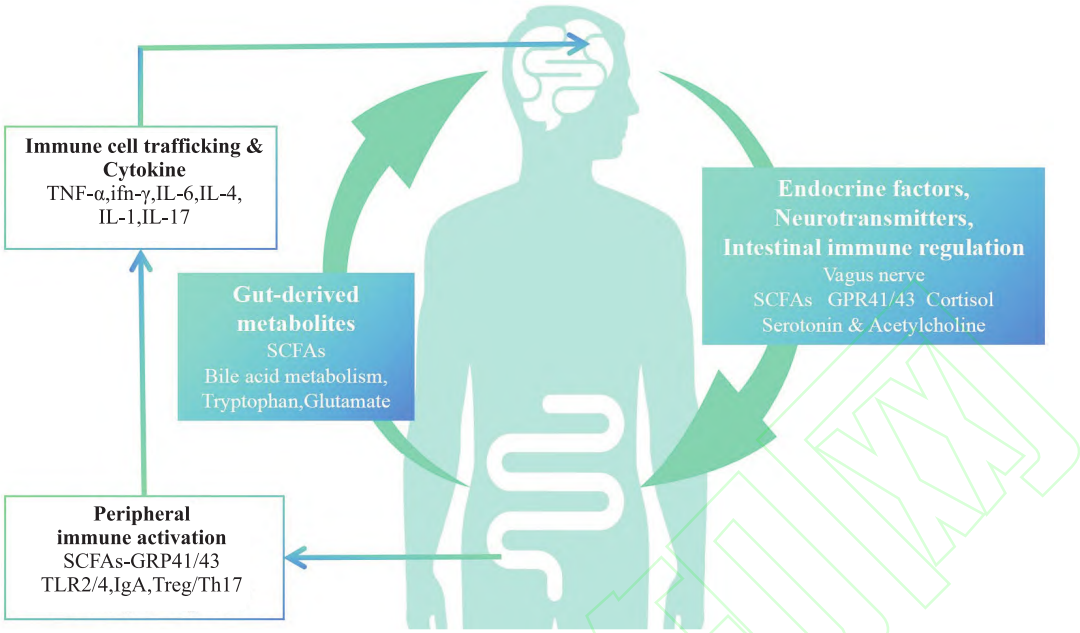 Immune cell trafficking &
Cytokine
TNF-α,ifn-γ,IL-6,IL-4,
IL-1,IL-17
Gut-derived
metabolites
SCFAs
Bile acid metabolism,
Tryptophan,Glutamate
Endocrine factors,
Neurotransmitters,
Intestinal immune regulation
Vagus nerve
SCFAs GPR41/43 Cortisol
Serotonin & Acetylcholine
Peripheral
immune activation
SCFAs-GRP41/43
TLR2/4,IgA,Treg/Th17